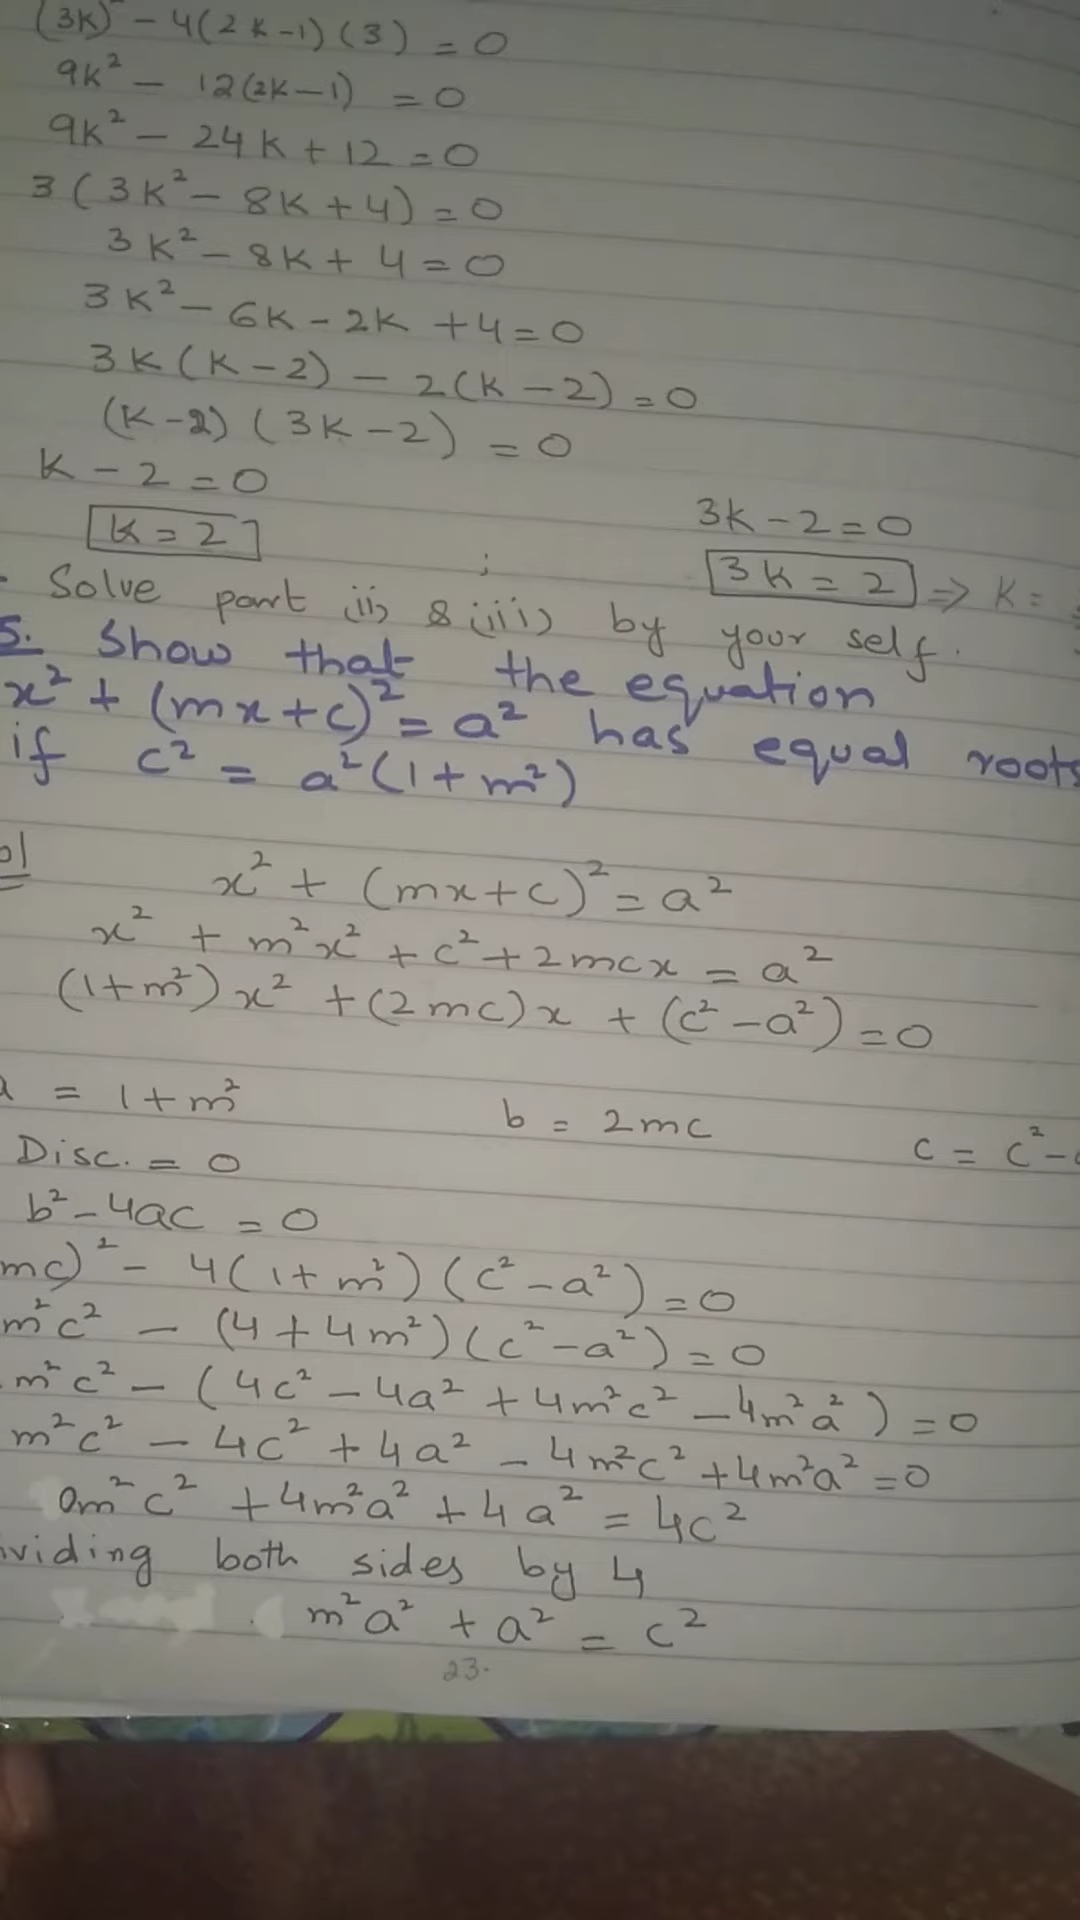 (3K)² - 4(2k-1)(3) = 0
9k² - 12(2k-1) = 0
9k² - 24k + 12 = 0
3(3k² - 8k + 4) = 0
3k² - 8k + 4 = 0
3k² - 6k - 2k + 4 = 0
3k(k-2) - 2(k-2) = 0
(k-2)(3k-2) = 0
k - 2 = 0
3k - 2 = 0
k = 2 ; 3k = 2 ⇒ k =
Solve part (ii) & (iii) by your self.
5. Show that the equation
x² + (mx+c)² = a² has equal roots
if c² = a²(1+m²)
x² + (mx+c)² = a²
x² + m²x² + c² + 2mcx = a²
(1+m²)x² + (2mc)x + (c²-a²) = 0
= 1+m² b = 2mc c = c²-
Disc. = 0
b²-4ac = 0
mc)² - 4(1+m²)(c²-a²) = 0
m²c² - (4+4m²)(c²-a²) = 0
m²c² - (4c² - 4a² + 4m²c² - 4m²a²) = 0
m²c² - 4c² + 4a² - 4m²c² + 4m²a² = 0
0m²c² + 4m²a² + 4a² = 4c²
viding both sides by 4
m²a² + a² = c²
23.